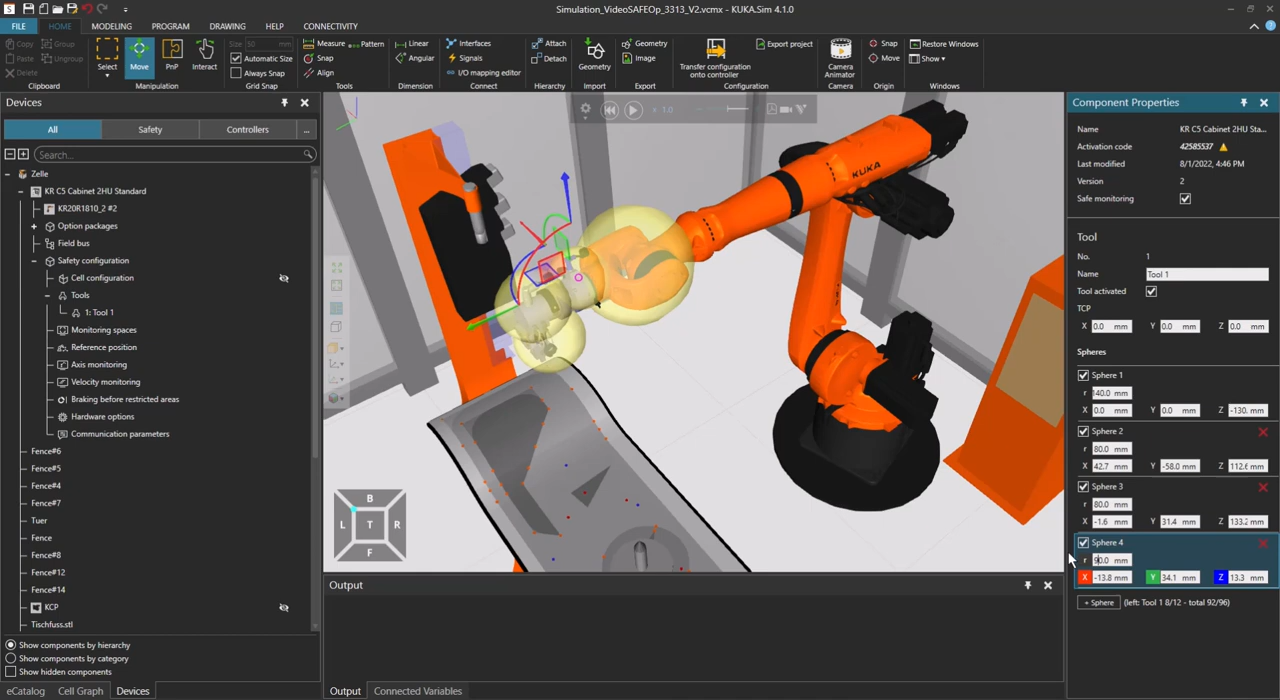 Simulation_VideoSAFEOp_3313_V2.vcmx — KUKA.Sim 4.1.0
FILE HOME MODELING PROGRAM DRAWING HELP CONNECTIVITY
Copy Group
Paste Ungroup
Delete
Clipboard
Select Move PnP Interact
Manipulation
Size 50 mm
Automatic Size
Always Snap
Grid Snap
Measure Pattern
Snap
Align
Tools
Linear
Angular
Dimension
Interfaces
Signals
I/O mapping editor
Connect
Attach
Detach
Hierarchy
Geometry
Import
Geometry
Image
Export
Transfer configuration
onto controller
Export project
Configuration
Camera
Animator
Camera
Snap
Move
Origin
Restore Windows
Show
Windows
Devices
All Safety Controllers ...
Search...
Zelle
KR C5 Cabinet 2HU Standard
KR20R1810_2 #2
Option packages
Field bus
Safety configuration
Cell configuration
Tools
1: Tool 1
Monitoring spaces
Reference position
Axis monitoring
Velocity monitoring
Braking before restricted areas
Hardware options
Communication parameters
Fence#6
Fence#5
Fence#4
Fence#7
Tuer
Fence
Fence#8
Fence#12
Fence#14
KCP
Tischfuss.stl
Show components by hierarchy
Show components by category
Show hidden components
eCatalog Cell Graph Devices
x 1.0
KUKA
B
L T R
F
Output
Output Connected Variables
Component Properties
Name KR C5 Cabinet 2HU Sta...
Activation code 42585537
Last modified 8/1/2022, 4:46 PM
Version 2
Safe monitoring
Tool
No. 1
Name Tool 1
Tool activated
TCP
X 0.0 mm Y 0.0 mm Z 0.0 mm
Spheres
Sphere 1
r 140.0 mm
X 0.0 mm Y 0.0 mm Z -130. mm
Sphere 2
r 80.0 mm
X 42.7 mm Y -58.0 mm Z 112.6 mm
Sphere 3
r 80.0 mm
X -1.6 mm Y 31.4 mm Z 133.2 mm
Sphere 4
r 90.0 mm
X -13.8 mm Y 34.1 mm Z 13.3 mm
+ Sphere (left: Tool 1 8/12 - total 92/96)